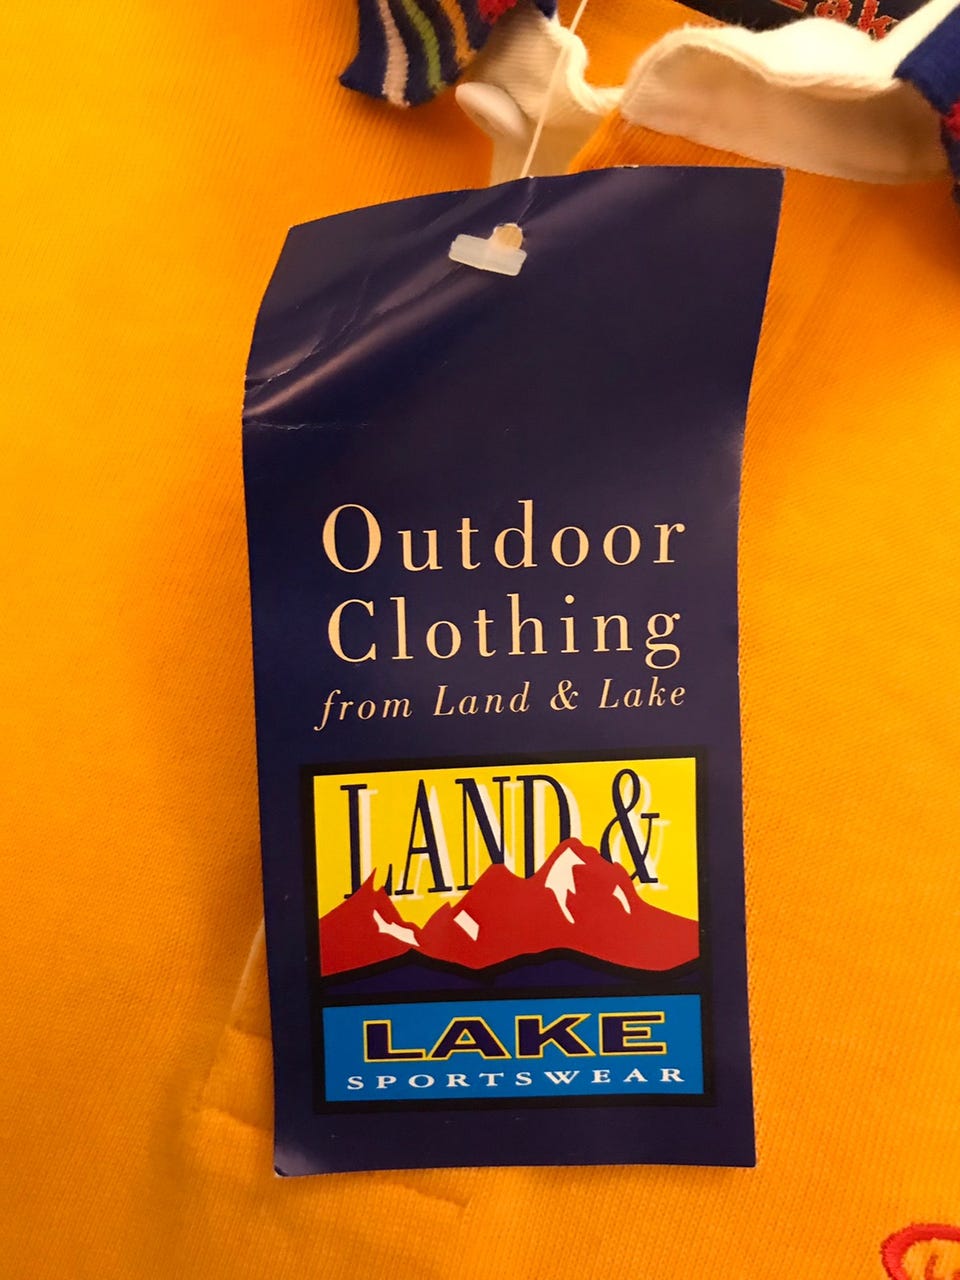 Outdoor
Clothing
from Land & Lake
LAND &
LAKE
SPORTSWEAR